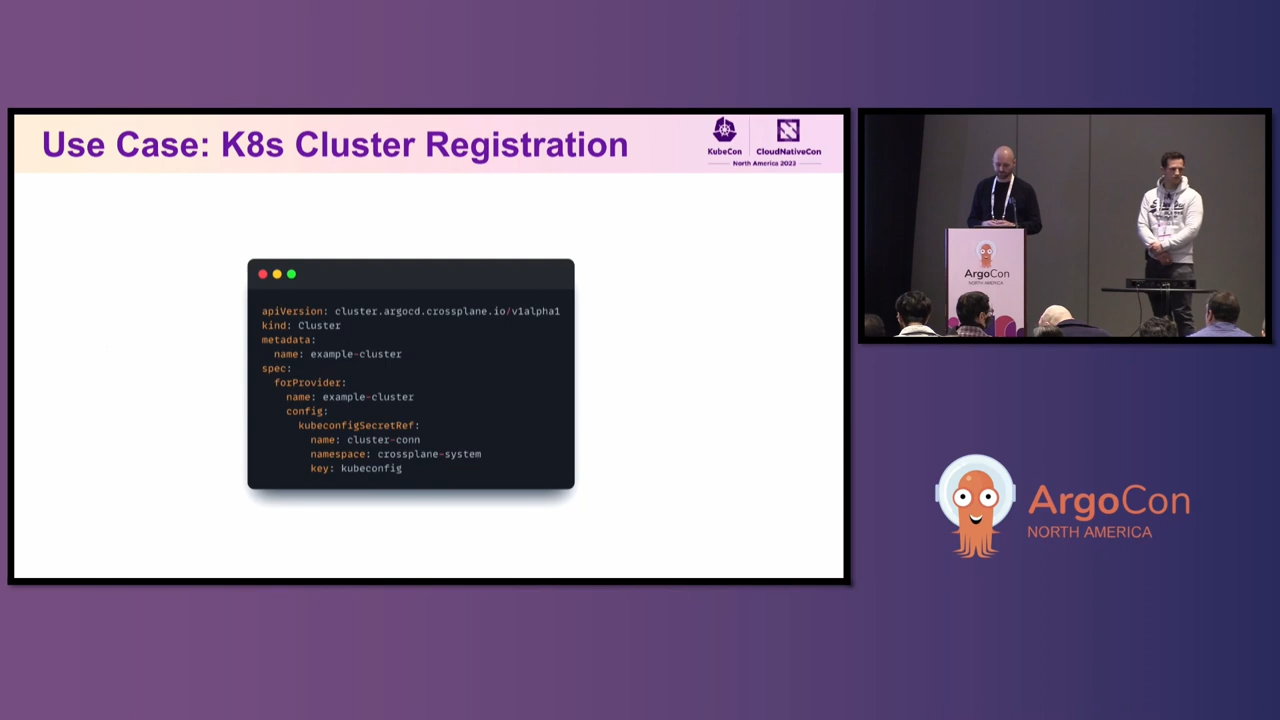 Use Case: K8s Cluster Registration
KubeCon
CloudNativeCon
North America 2023
apiVersion: cluster.argocd.crossplane.io/v1alpha1
kind: Cluster
metadata:
  name: example-cluster
spec:
  forProvider:
    name: example-cluster
    config:
      kubeconfigSecretRef:
        name: cluster-conn
        namespace: crossplane-system
        key: kubeconfig
ArgoCon
NORTH AMERICA
ArgoCon
NORTH AMERICA